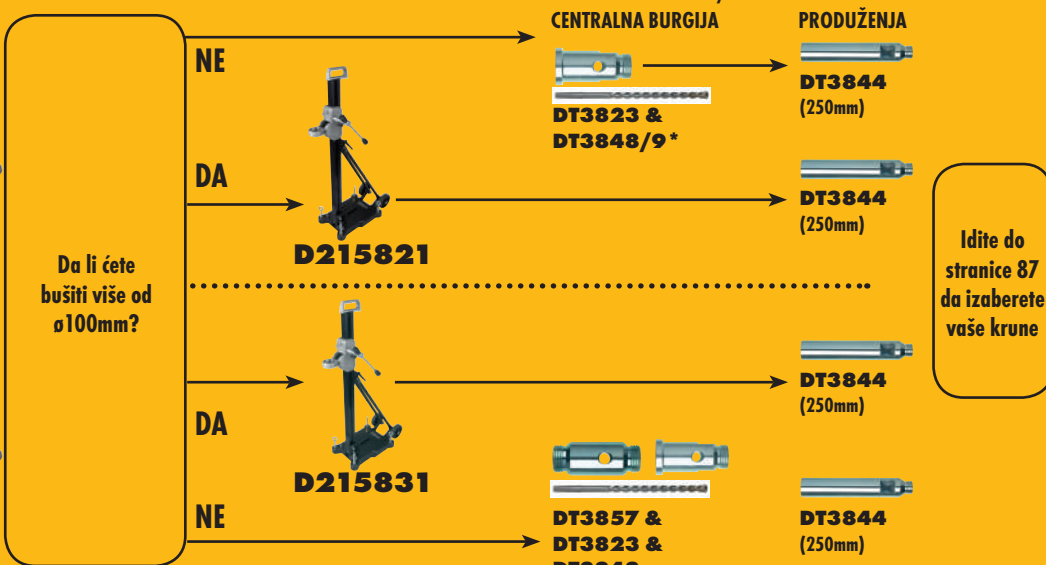 CENTRALNA BURGIJA
PRODUŽENJA
NE
DT3823 &
DT3848/9*
DT3844
(250mm)
DA
D215821
DT3844
(250mm)
Da li ćete
bušiti više od
ø100mm?
Idite do
stranice 87
da izaberete
vaše krune
DA
D215831
DT3844
(250mm)
NE
DT3857 &
DT3823 &
DT3844
(250mm)